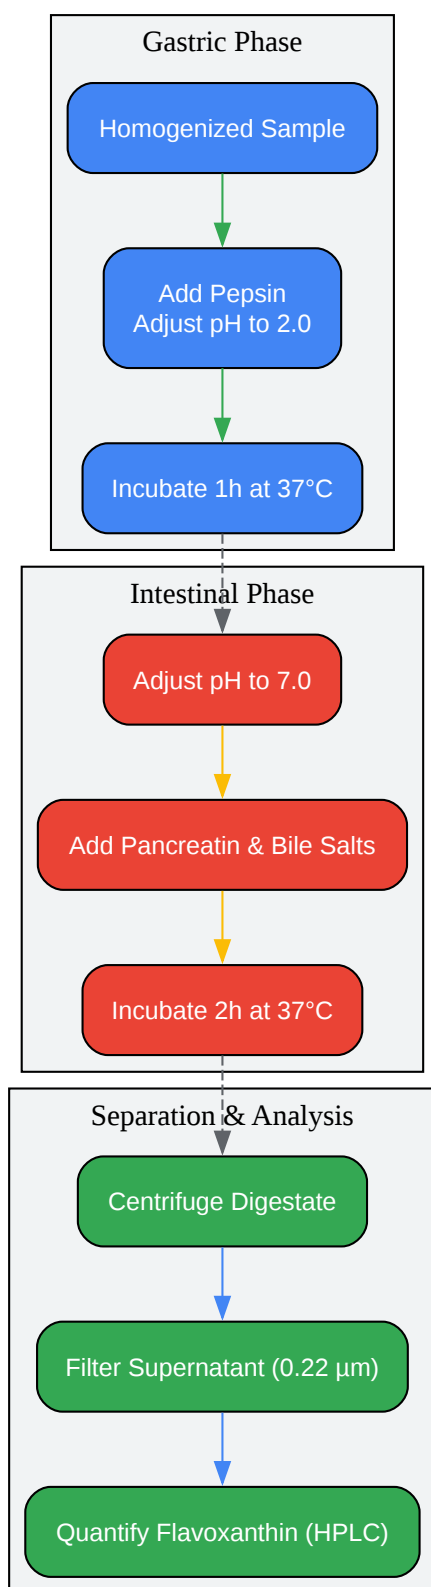 Gastric Phase
Homogenized Sample
Add Pepsin
Adjust pH to 2.0
Incubate 1h at 37°C
Intestinal Phase
Adjust pH to 7.0
Add Pancreatin & Bile Salts
Incubate 2h at 37°C
Separation & Analysis
Centrifuge Digestate
Filter Supernatant (0.22 µm)
Quantify Flavoxanthin (HPLC)